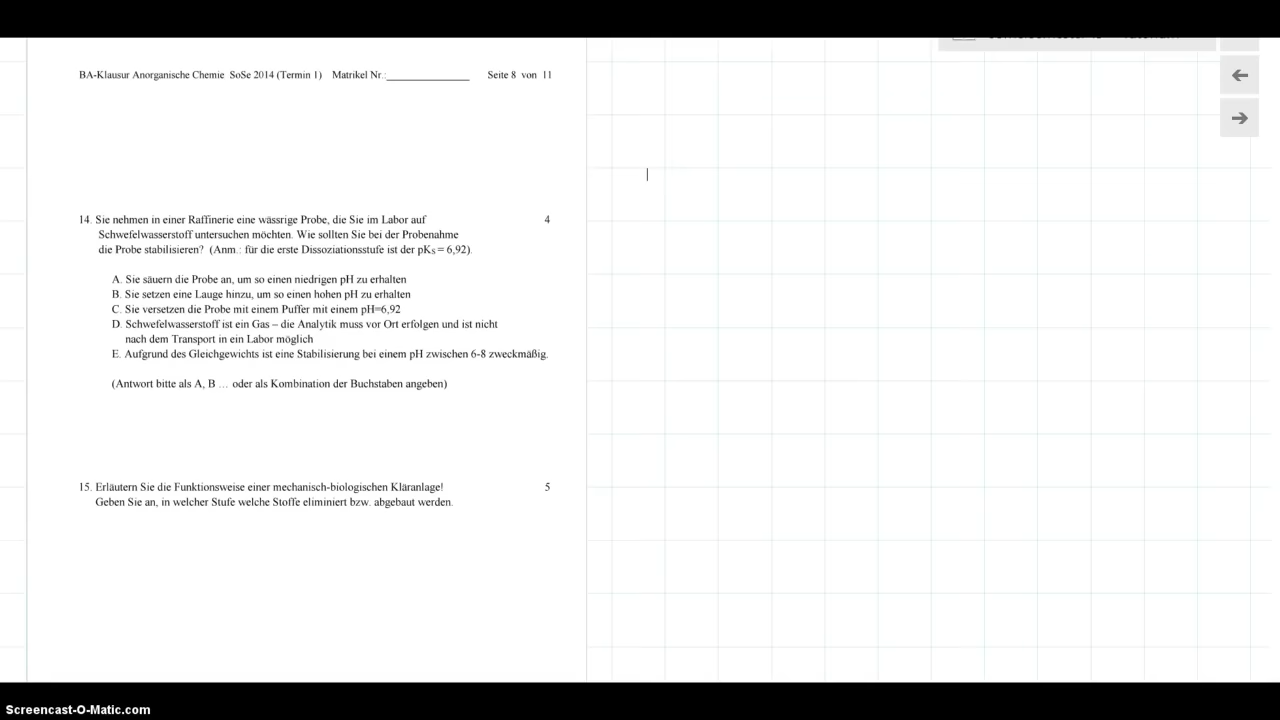 BA-Klausur Anorganische Chemie SoSe 2014 (Termin 1) Matrikel Nr.:_______________ Seite 8 von 11
14. Sie nehmen in einer Raffinerie eine wässrige Probe, die Sie im Labor auf 4
Schwefelwasserstoff untersuchen möchten. Wie sollten Sie bei der Probenahme
die Probe stabilisieren? (Anm.: für die erste Dissoziationsstufe ist der pKs = 6,92).
A. Sie säuern die Probe an, um so einen niedrigen pH zu erhalten
B. Sie setzen eine Lauge hinzu, um so einen hohen pH zu erhalten
C. Sie versetzen die Probe mit einem Puffer mit einem pH=6,92
D. Schwefelwasserstoff ist ein Gas – die Analytik muss vor Ort erfolgen und ist nicht
nach dem Transport in ein Labor möglich
E. Aufgrund des Gleichgewichts ist eine Stabilisierung bei einem pH zwischen 6-8 zweckmäßig.
(Antwort bitte als A, B … oder als Kombination der Buchstaben angeben)
15. Erläutern Sie die Funktionsweise einer mechanisch-biologischen Kläranlage! 5
Geben Sie an, in welcher Stufe welche Stoffe eliminiert bzw. abgebaut werden.
Screencast-O-Matic.com